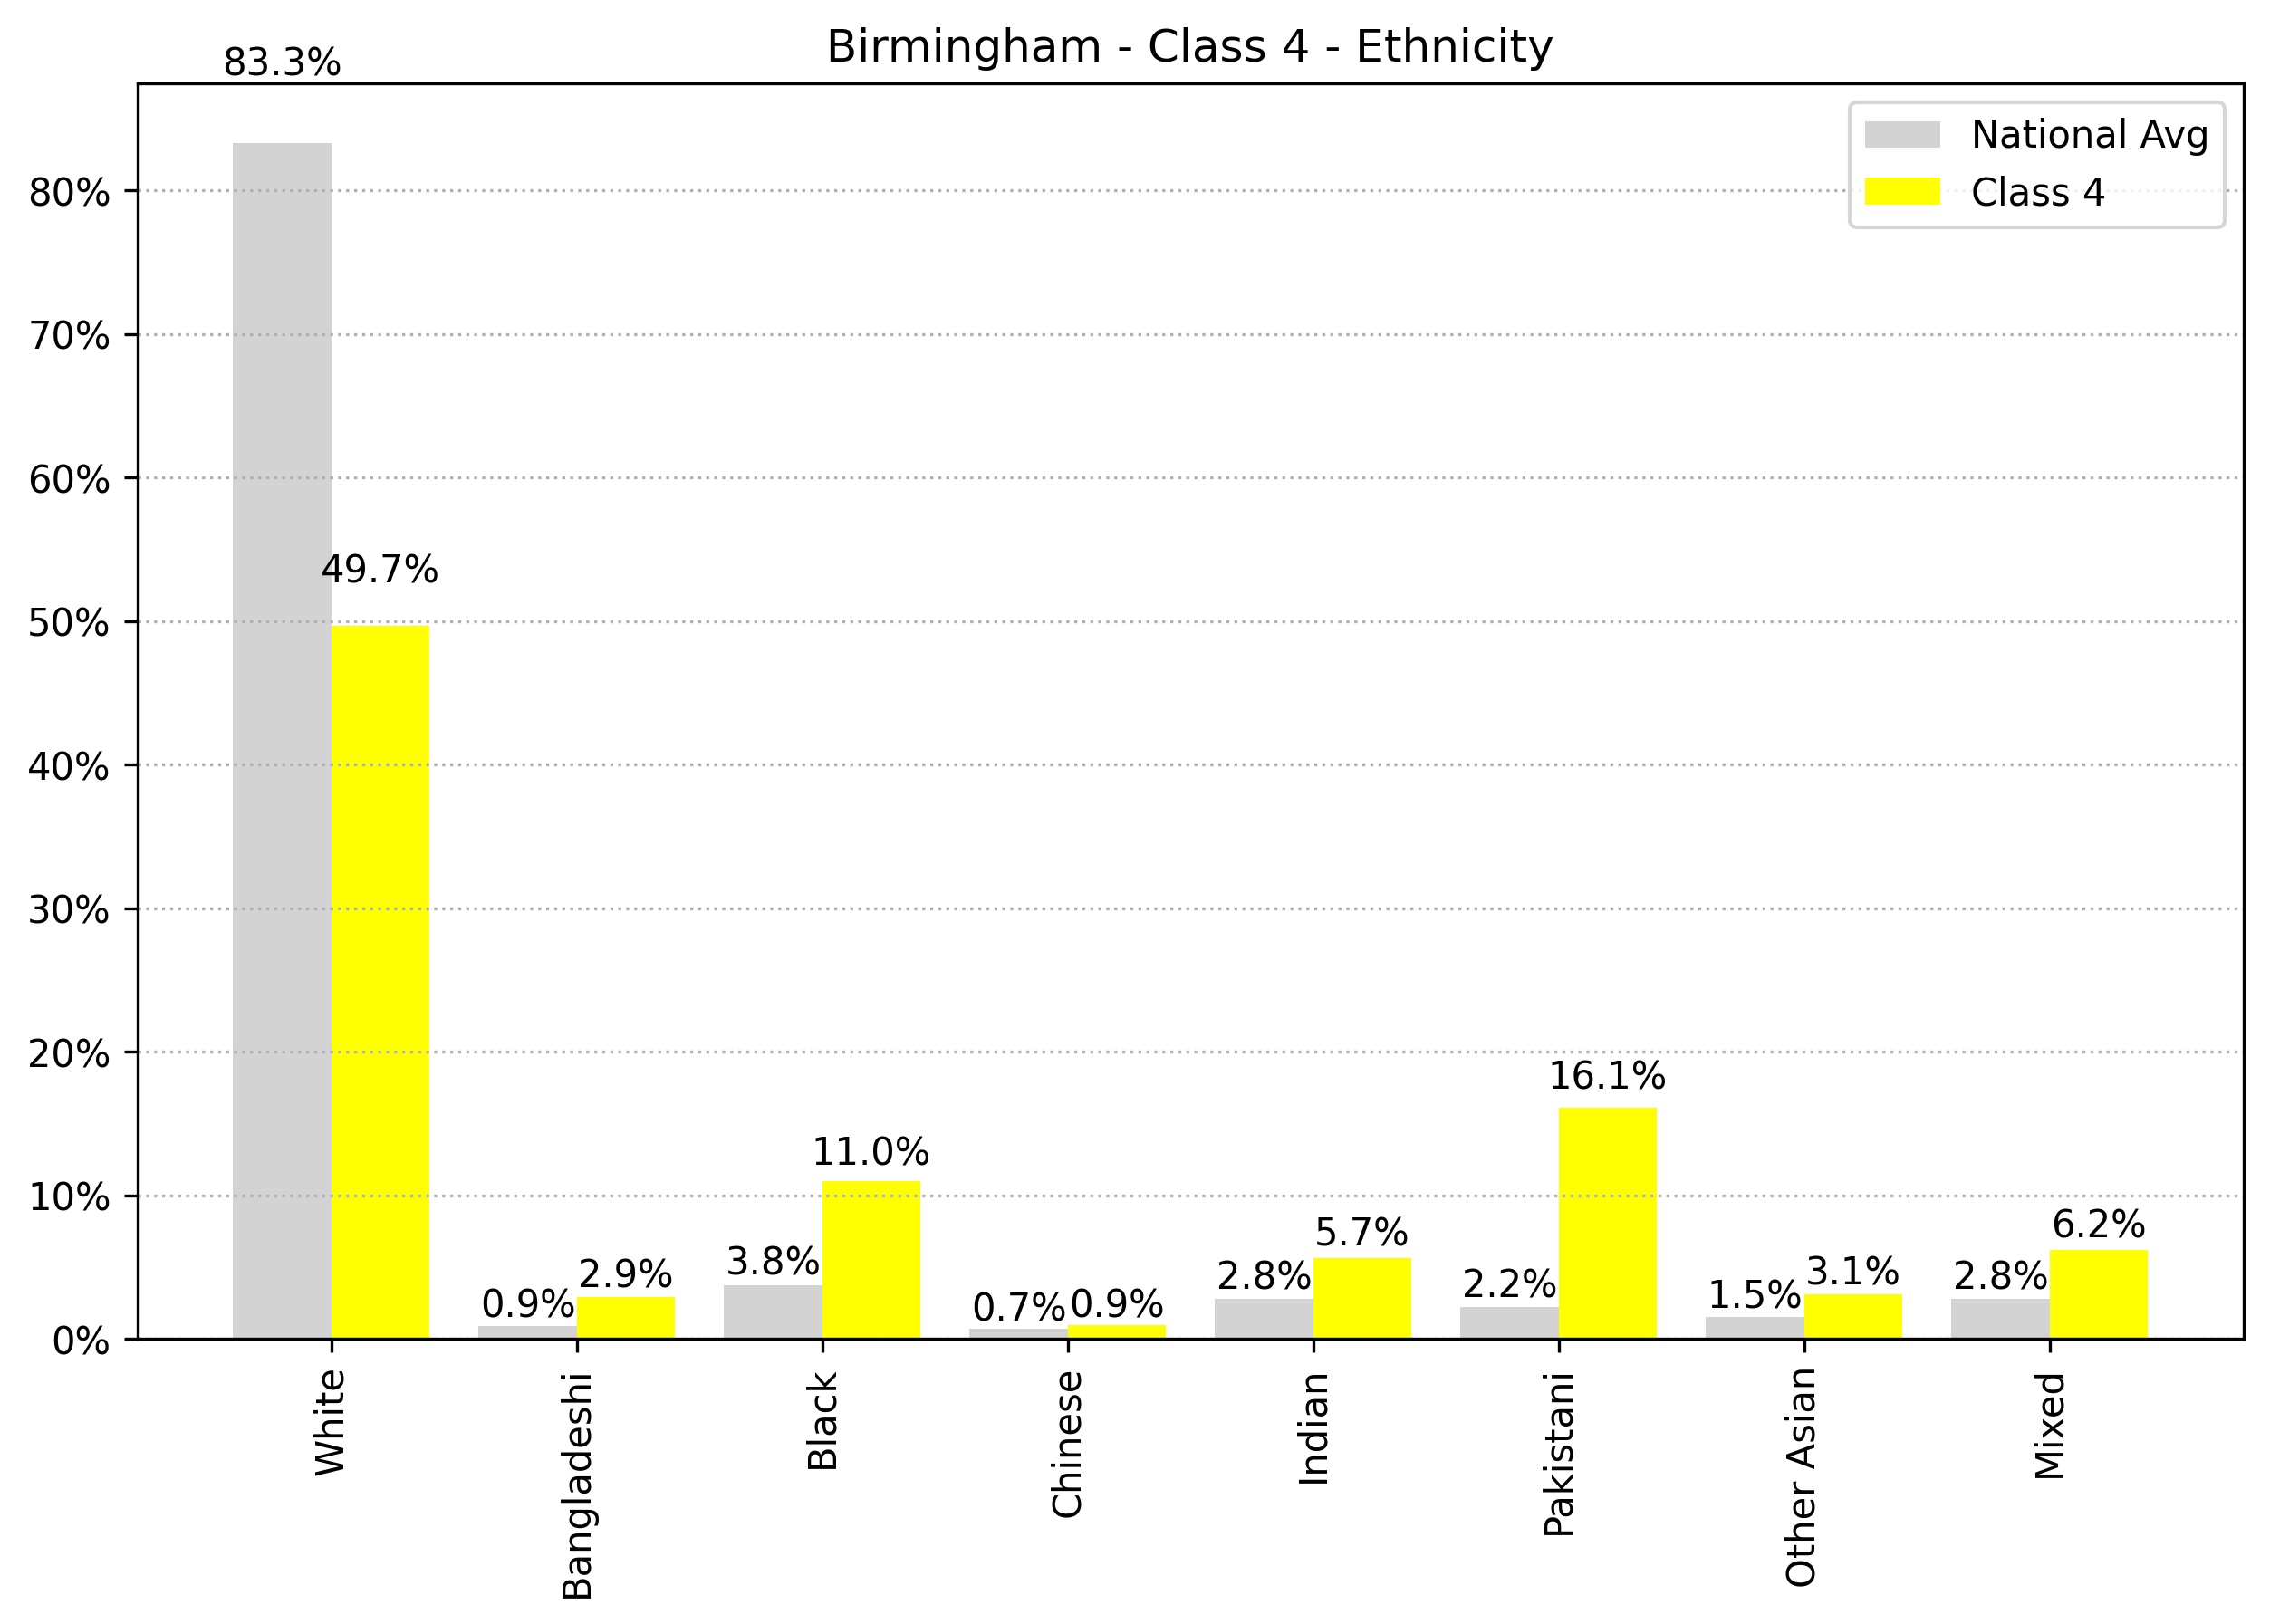 Birmingham - Class 4 - Ethnicity
83.3%
National Avg
Class 4
80%
70%
60%
50%
40%
30%
20%
10%
0%
49.7%
0.9%
2.9%
3.8%
11.0%
0.7%
0.9%
2.8%
5.7%
2.2%
16.1%
1.5%
3.1%
2.8%
6.2%
White
Bangladeshi
Black
Chinese
Indian
Pakistani
Other Asian
Mixed